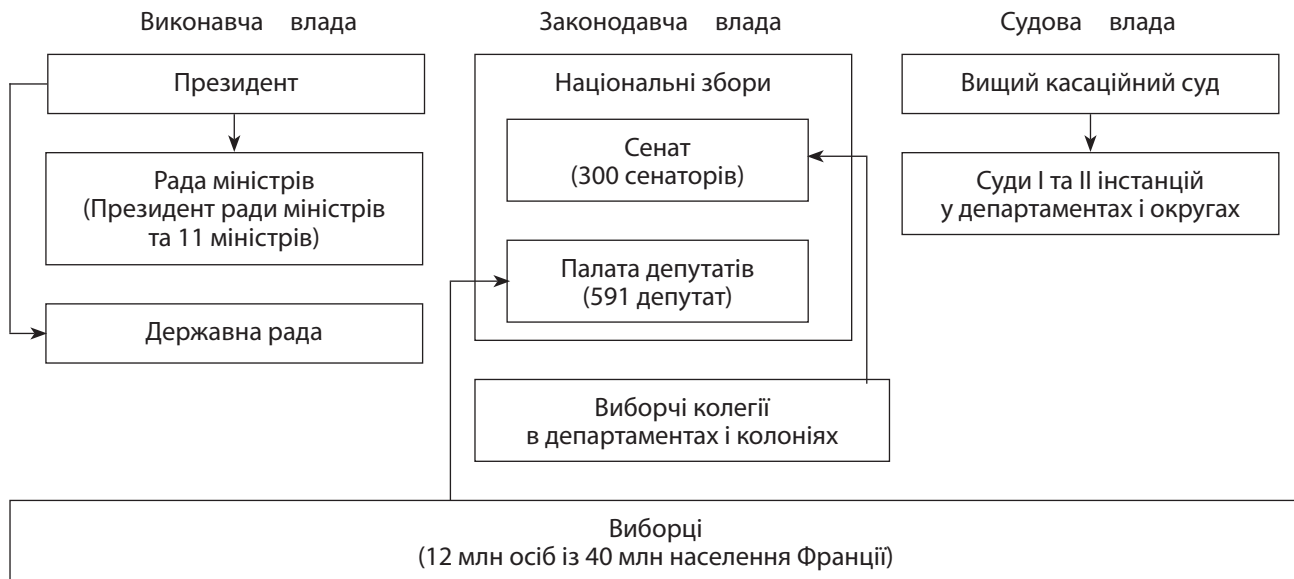 Виконавча влада
Законодавча влада
Судова влада
Президент
Рада міністрів
(Президент ради міністрів
та 11 міністрів)
Державна рада
Національні збори
Сенат
(300 сенаторів)
Палата депутатів
(591 депутат)
Виборчі колегії
в департаментах і колоніях
Вищий касаційний суд
Суди І та ІІ інстанцій
у департаментах і округах
Виборці
(12 млн осіб із 40 млн населення Франції)